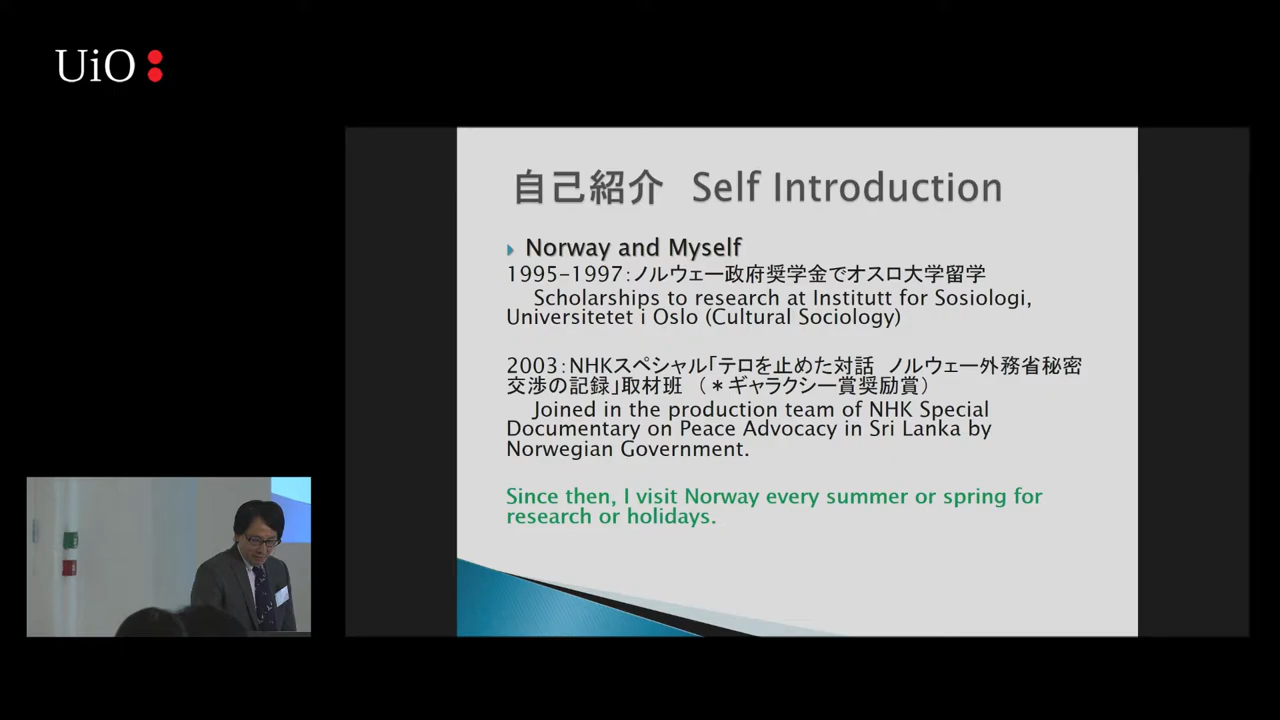 UiO:
自己紹介 Self Introduction
Norway and Myself
1995-1997：ノルウェー政府奨学金でオスロ大学留学
Scholarships to research at Institutt for Sosiologi,
Universitetet i Oslo (Cultural Sociology)
2003：NHKスペシャル「テロを止めた対話 ノルウェー外務省秘密
交渉の記録」取材班 （＊ギャラクシー賞奨励賞）
Joined in the production team of NHK Special
Documentary on Peace Advocacy in Sri Lanka by
Norwegian Government.
Since then, I visit Norway every summer or spring for
research or holidays.